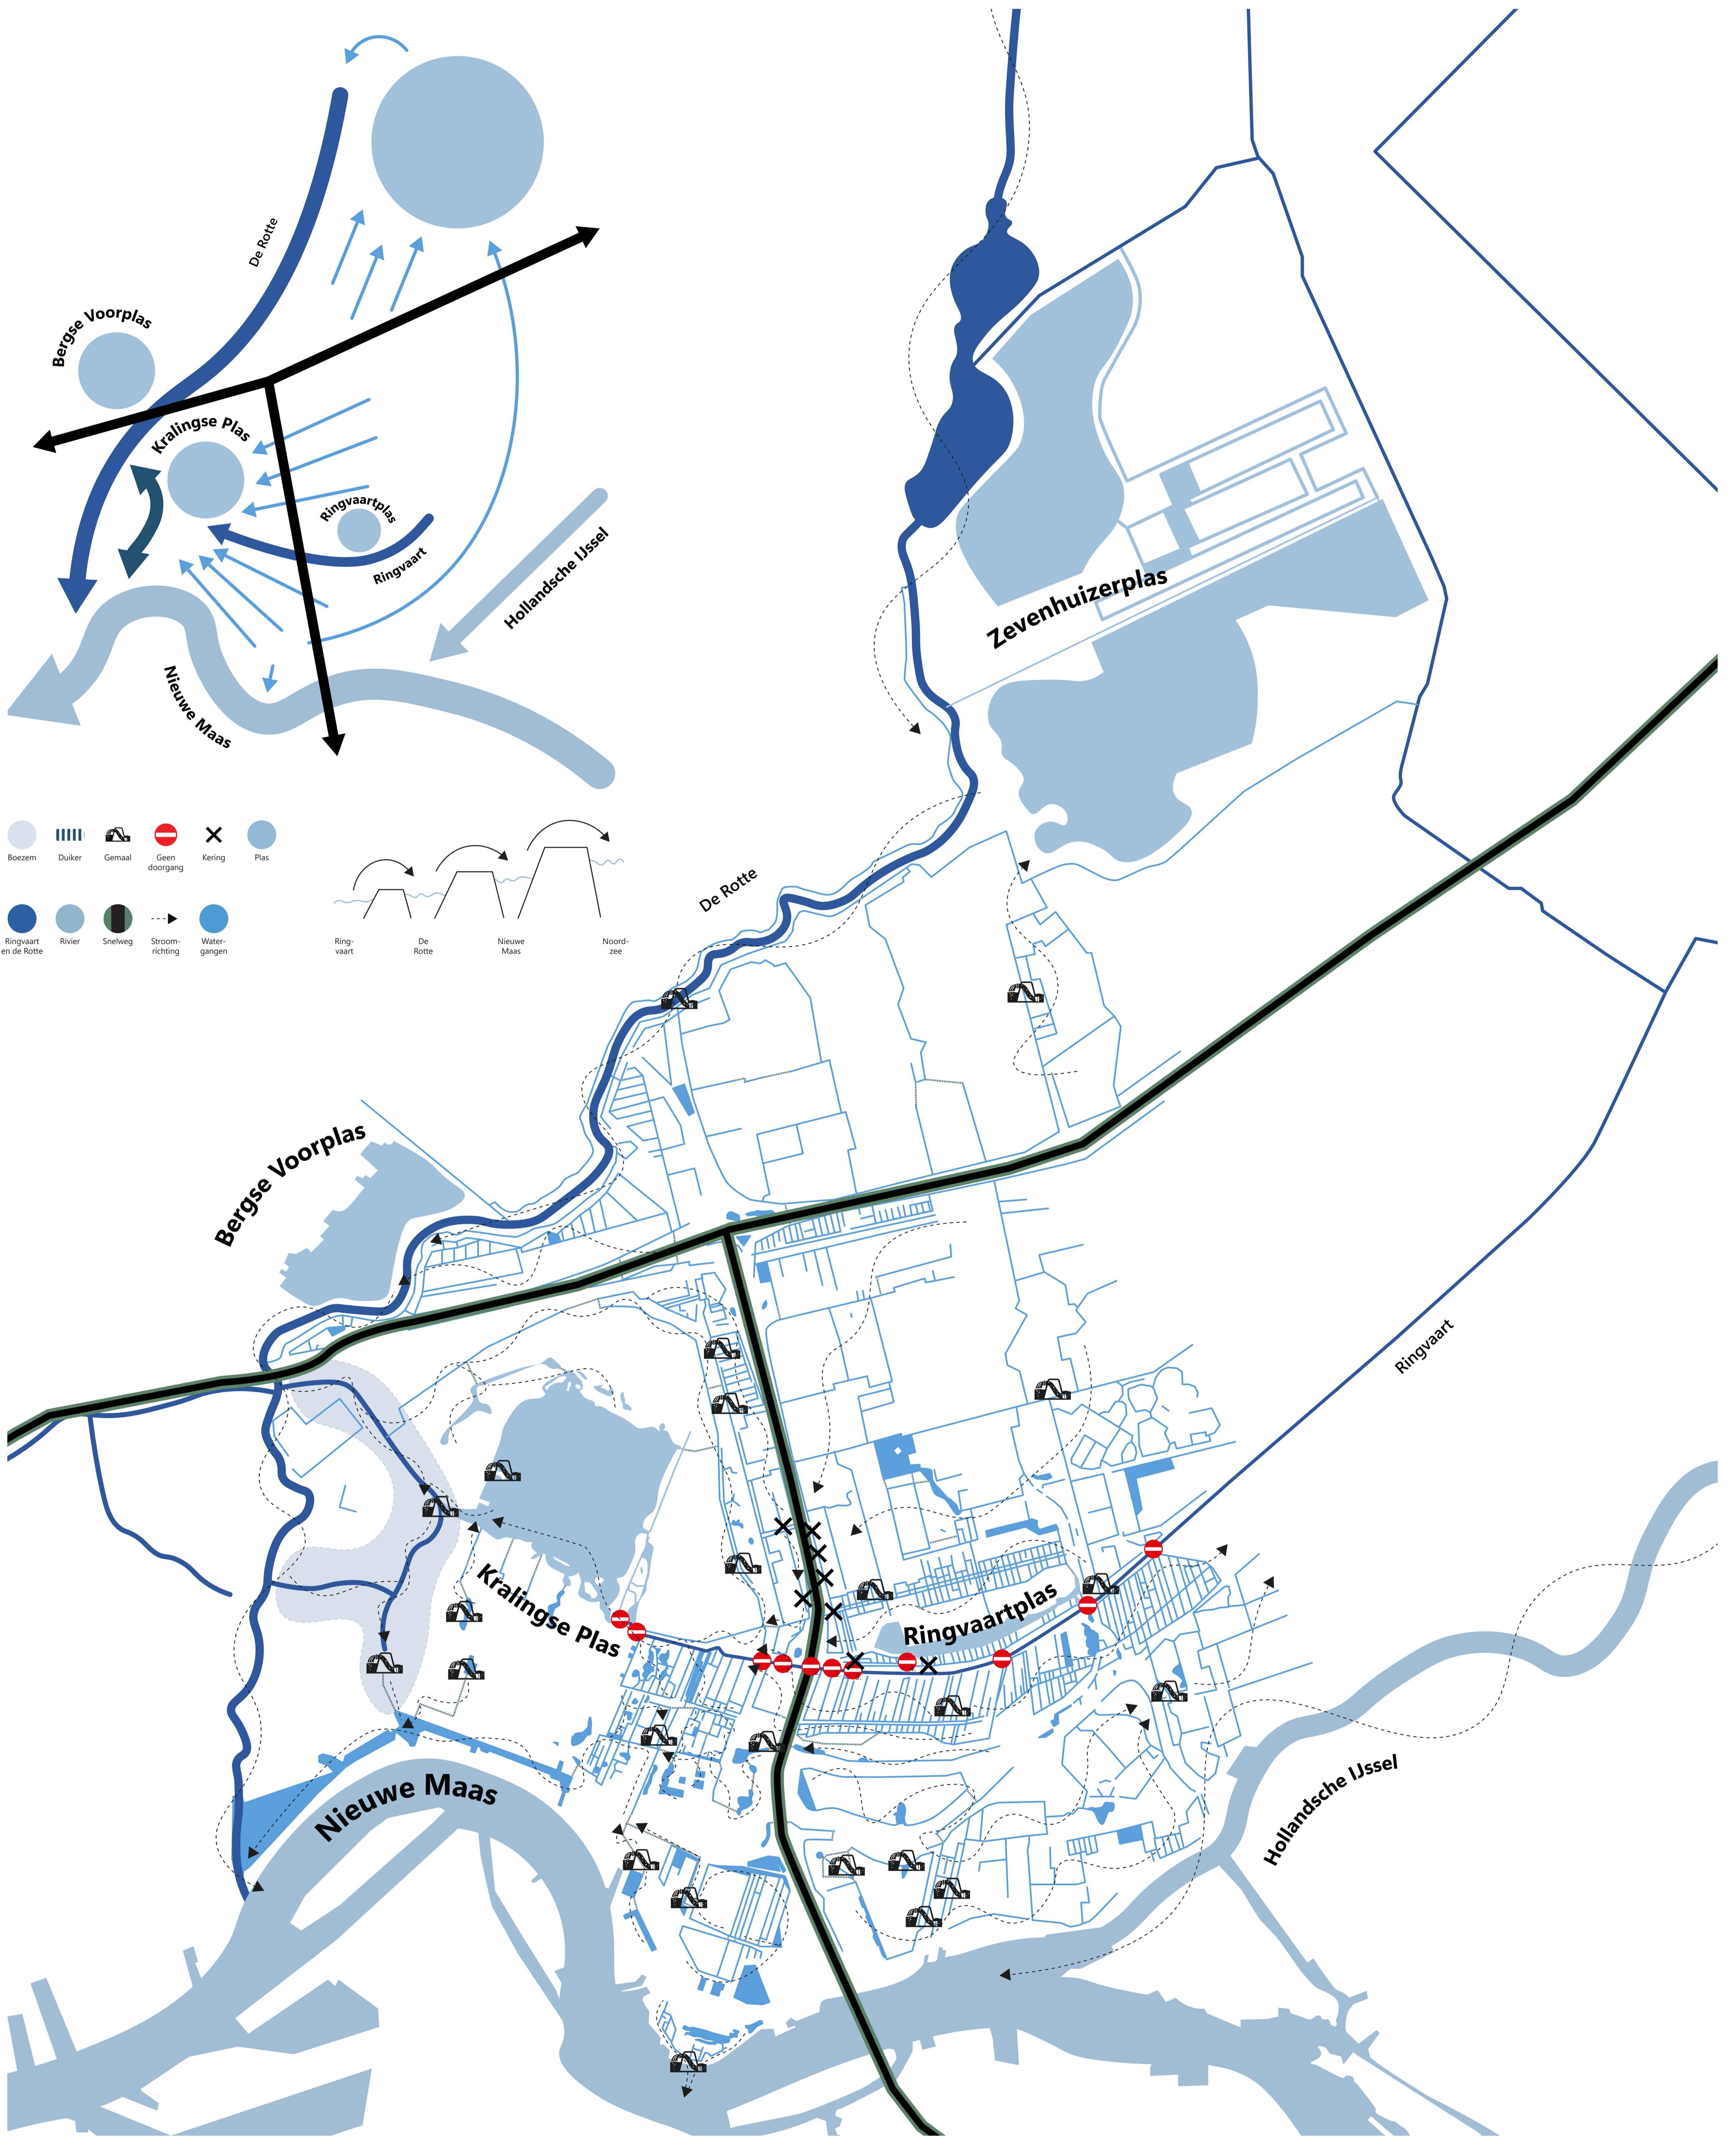 De Rotte
Bergse Voorplas
Kralingse Plas
Ringvaartplas
Ringvaart
Hollandsche IJssel
Nieuwe Maas
Boezem
Duiker
Gemaal
Geen
doorgang
Kering
Plas
Ringvaart
en de Rotte
Rivier
Snelweg
Stroom-
richting
Water-
gangen
Ring-
vaart
De
Rotte
Nieuwe
Maas
Noord-
zee
Zevenhuizerplas
De Rotte
Bergse Voorplas
Ringvaart
Kralingse Plas
Ringvaartplas
Nieuwe Maas
Hollandsche IJssel